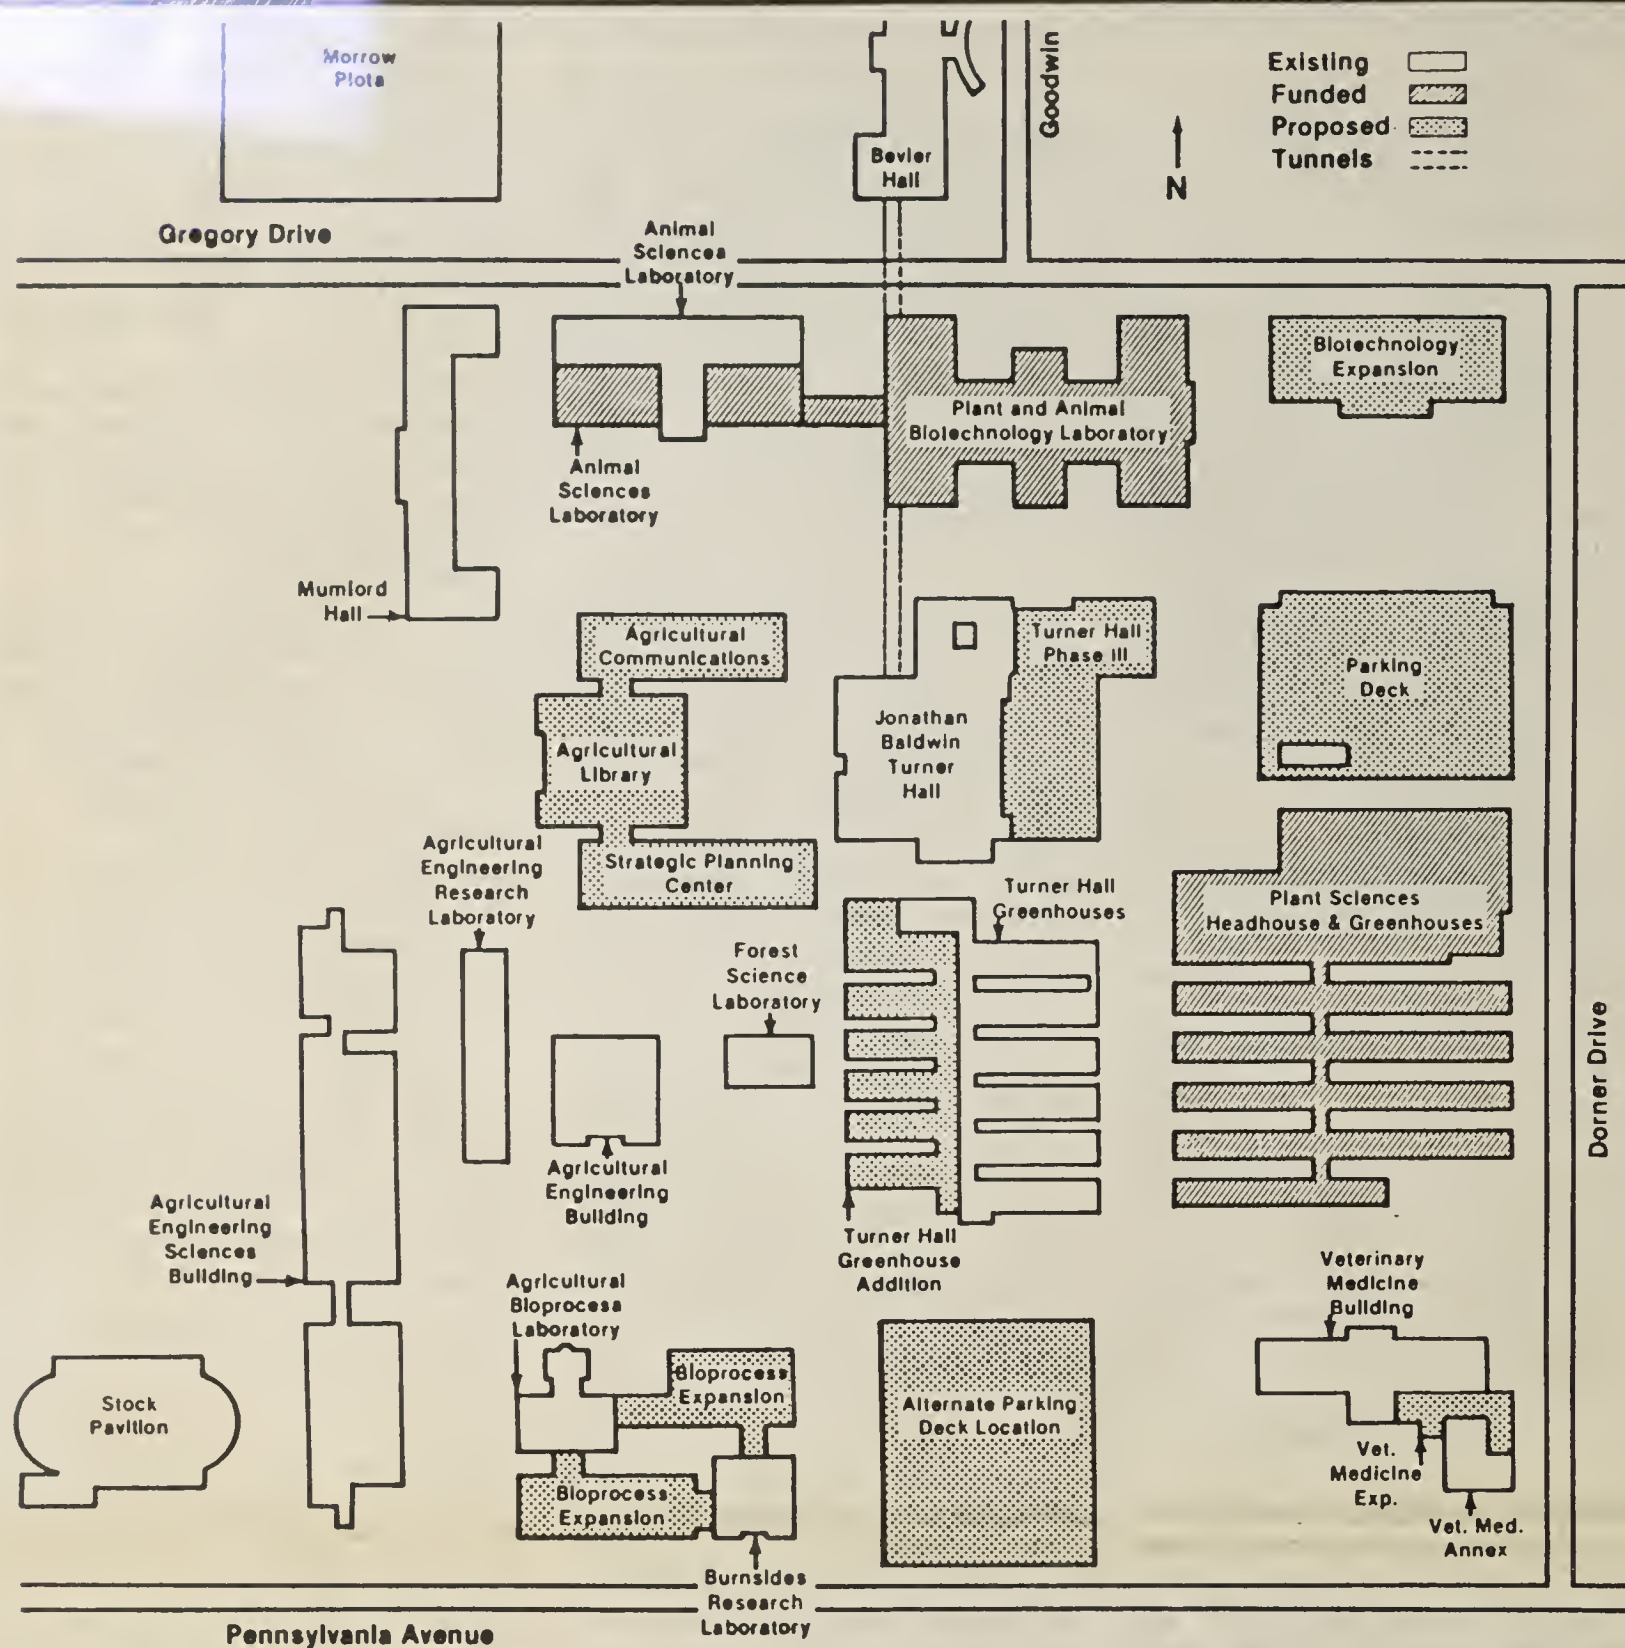 Morrow
Plots
Goodwin
Existing
Funded
Proposed
Tunnels
N
Bevier
Hall
Gregory Drive
Animal
Sciences
Laboratory
Biotechnology
Expansion
Plant and Animal
Biotechnology Laboratory
Animal
Sciences
Laboratory
Mumford
Hall
Agricultural
Communications
Turner Hall
Phase III
Parking
Deck
Jonathan
Baldwin
Turner
Hall
Agricultural
Library
Agricultural
Engineering
Research
Laboratory
Strategic Planning
Center
Turner Hall
Greenhouses
Plant Sciences
Headhouse & Greenhouses
Forest
Science
Laboratory
Dorner Drive
Agricultural
Engineering
Building
Agricultural
Engineering
Sciences
Building
Turner Hall
Greenhouse
Addition
Veterinary
Medicine
Building
Agricultural
Bioprocess
Laboratory
Bioprocess
Expansion
Stock
Pavilion
Alternate Parking
Deck Location
Vet.
Medicine
Exp.
Bioprocess
Expansion
Vet. Med.
Annex
Burnsides
Research
Laboratory
Pennsylvania Avenue